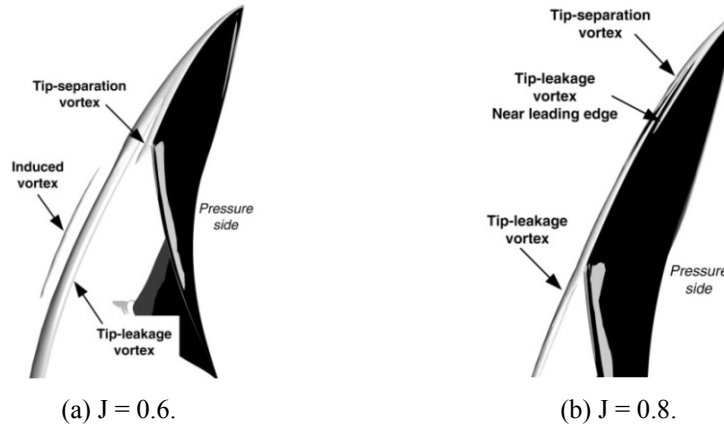 Tip-separation
vortex
Induced
vortex
Pressure
side
Tip-leakage
vortex
(a) J = 0.6.
Tip-separation
vortex
Tip-leakage
vortex
Near leading edge
Tip-leakage
vortex
Pressure
side
(b) J = 0.8.